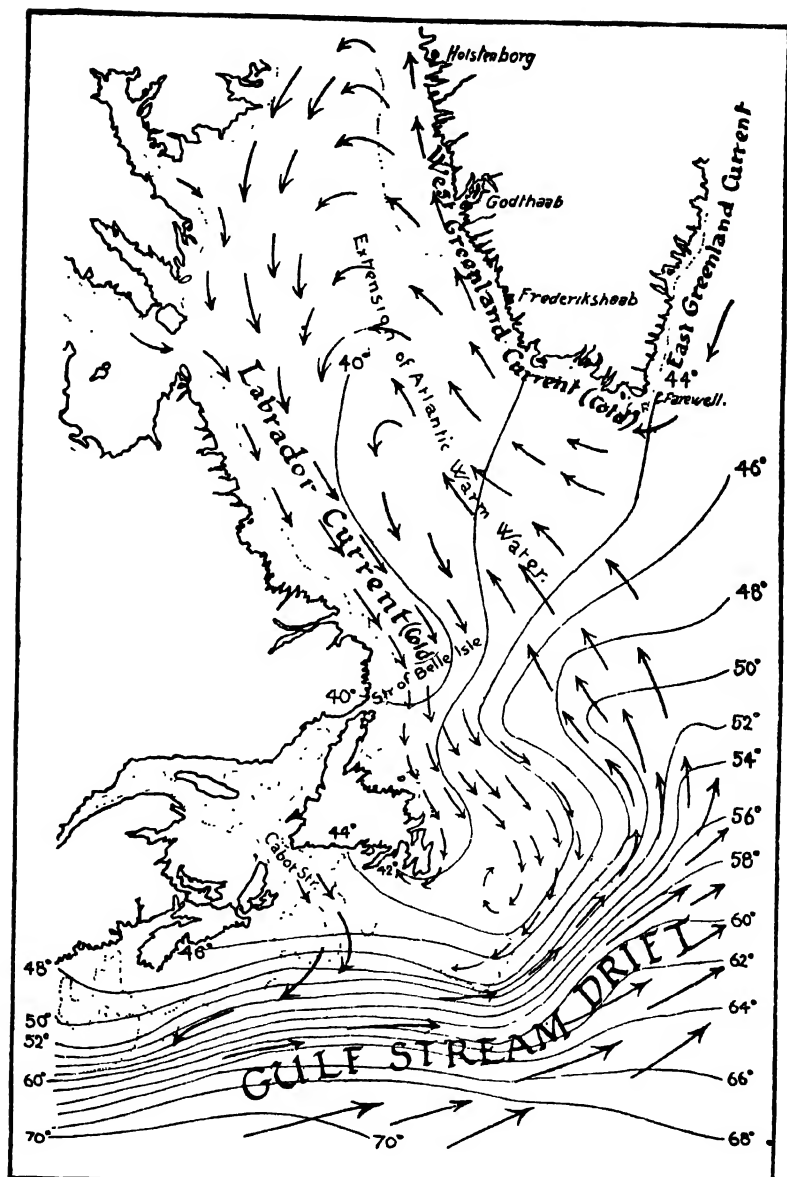 Holstenborg
West Greenland Current (Cold)
Godthaab
East Greenland Current
Frederikshaab
Extension of Atlantic Warm Water.
40°
44°
Farewell.
Labrador Current (Cold)
46°
48°
Str of Belle Isle
50°
40°
52°
54°
56°
44°
42°
58°
Cabot Str.
60°
46°
48°
62°
50°
64°
52°
GULF STREAM DRIFT
60°
66°
70°
70°
68°